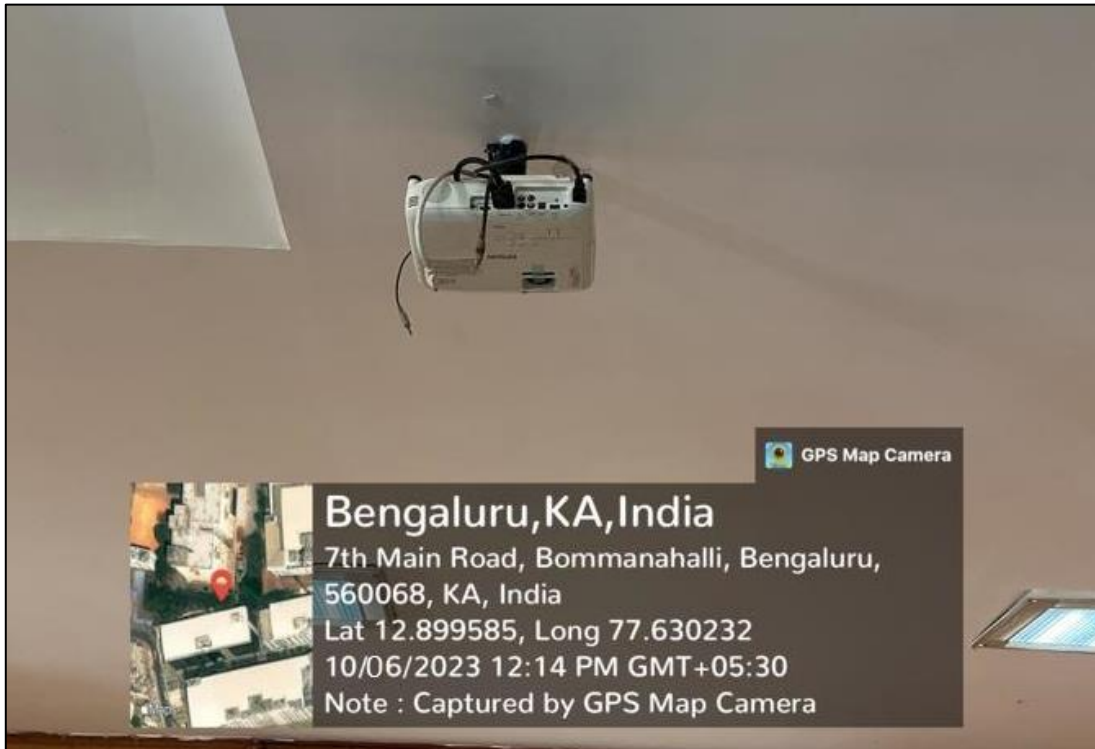 GPS Map Camera
Bengaluru,KA,India
7th Main Road, Bommanahalli, Bengaluru,
560068, KA, India
Lat 12.899585, Long 77.630232
10/06/2023 12:14 PM GMT+05:30
Note : Captured by GPS Map Camera